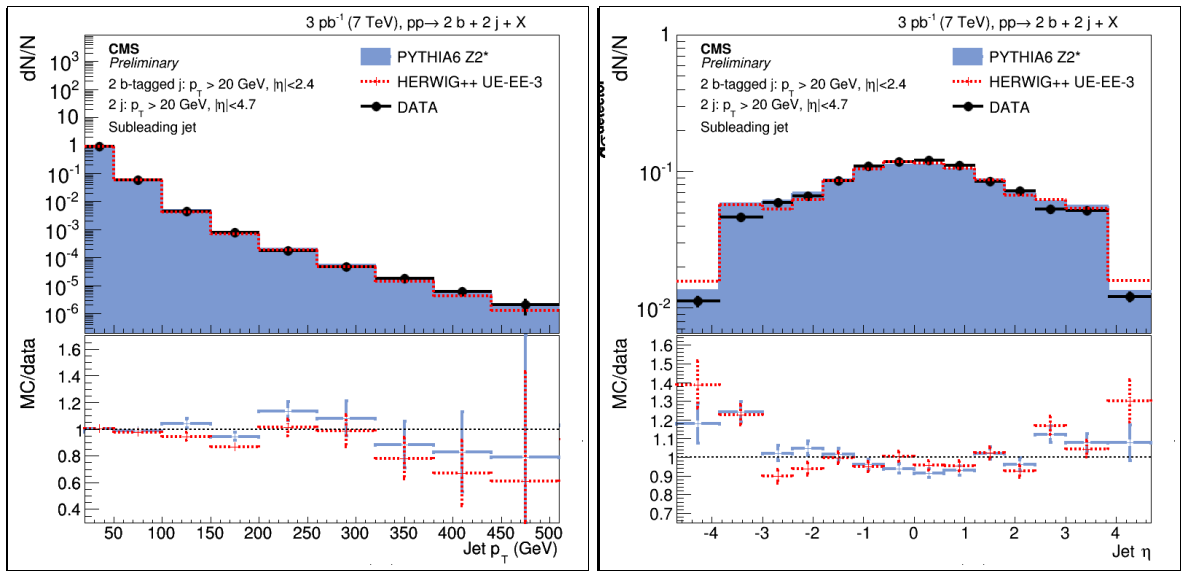 3 pb⁻¹ (7 TeV), pp→ 2 b + 2 j + X
dN/N
CMS
Preliminary
2 b-tagged j: p_T > 20 GeV, |η|<2.4
2 j: p_T > 20 GeV, |η|<4.7
Subleading jet
PYTHIA6 Z2*
HERWIG++ UE-EE-3
DATA
10³
10²
10
1
10⁻¹
10⁻²
10⁻³
10⁻⁴
10⁻⁵
10⁻⁶
MC/data
1.6
1.4
1.2
1
0.8
0.6
0.4
50 100 150 200 250 300 350 400 450 500
Jet p_T (GeV)
3 pb⁻¹ (7 TeV), pp→ 2 b + 2 j + X
dN/N
CMS
Preliminary
2 b-tagged j: p_T > 20 GeV, |η|<2.4
2 j: p_T > 20 GeV, |η|<4.7
Subleading jet
PYTHIA6 Z2*
HERWIG++ UE-EE-3
DATA
1
10⁻¹
10⁻²
MC/data
1.6
1.5
1.4
1.3
1.2
1.1
1
0.9
0.8
0.7
-4 -3 -2 -1 0 1 2 3 4
Jet η